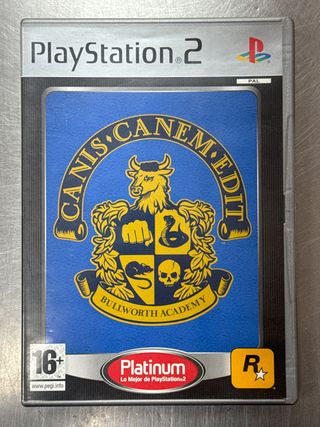 PlayStation®2
PAL
CANIS·CANEM·EDIT
BULLWORTH ACADEMY
16+
www.pegi.info
Platinum
Lo Mejor de PlayStation®2
R